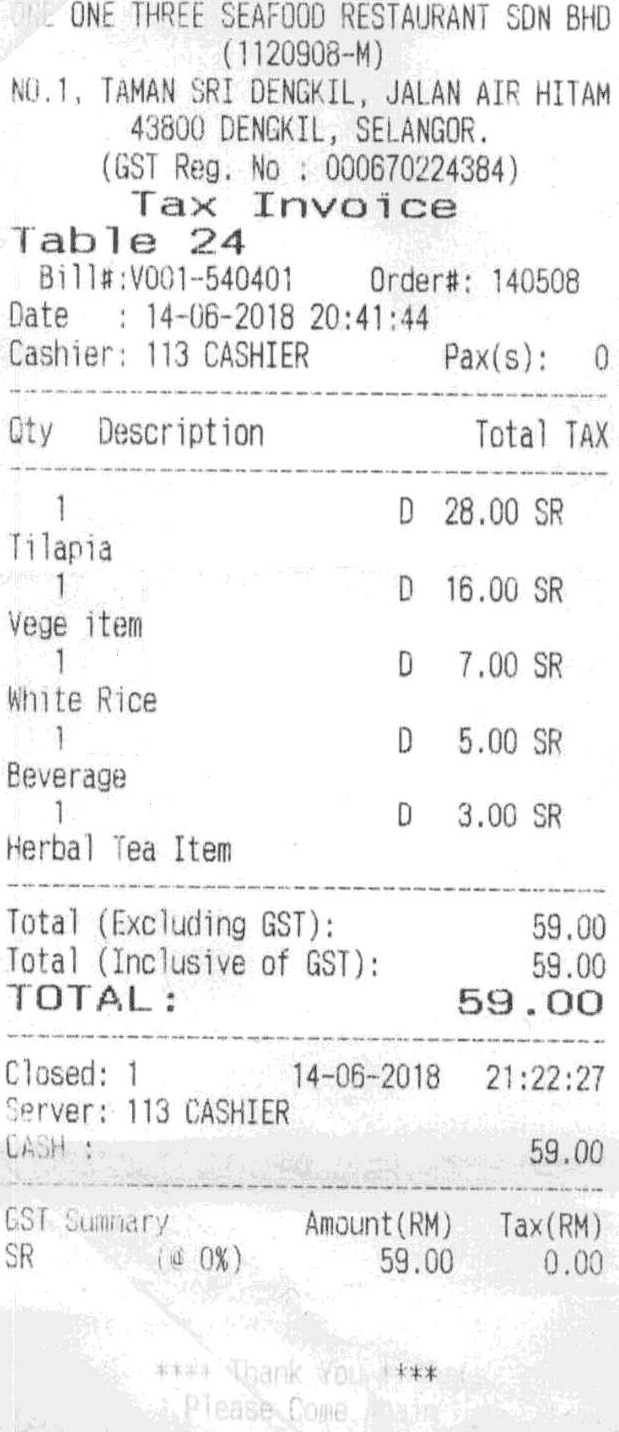 ONE ONE THREE SEAFOOD RESTAURANT SDN BHD
(1120908-M)
NO.1, TAMAN SRI DENGKIL, JALAN AIR HITAM
43800 DENGKIL, SELANGOR.
(GST Reg. No : 000670224384)
Tax Invoice
Table 24
Bill#:V001-540401 Order#: 140508
Date : 14-06-2018 20:41:44
Cashier: 113 CASHIER Pax(s): 0
Qty Description Total TAX
1 D 28.00 SR
Tilapia
1 D 16.00 SR
Vege item
1 D 7.00 SR
White Rice
1 D 5.00 SR
Beverage
1 D 3.00 SR
Herbal Tea Item
Total (Excluding GST): 59.00
Total (Inclusive of GST): 59.00
TOTAL: 59.00
Closed: 1 14-06-2018 21:22:27
Server: 113 CASHIER
CASH : 59.00
GST Summary Amount(RM) Tax(RM)
SR (@ 0%) 59.00 0.00
**** Thank You ****
Please Come Again